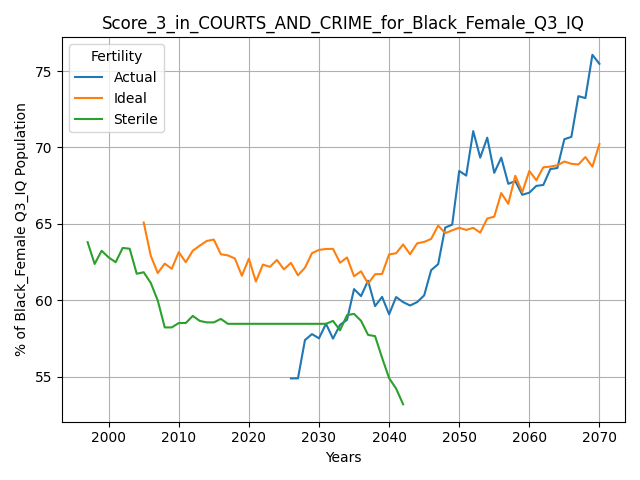 Score_3_in_COURTS_AND_CRIME_for_Black_Female_Q3_IQ
Fertility
Actual
Ideal
Sterile
% of Black_Female Q3_IQ Population
75
70
65
60
55
2000
2010
2020
2030
2040
2050
2060
2070
Years